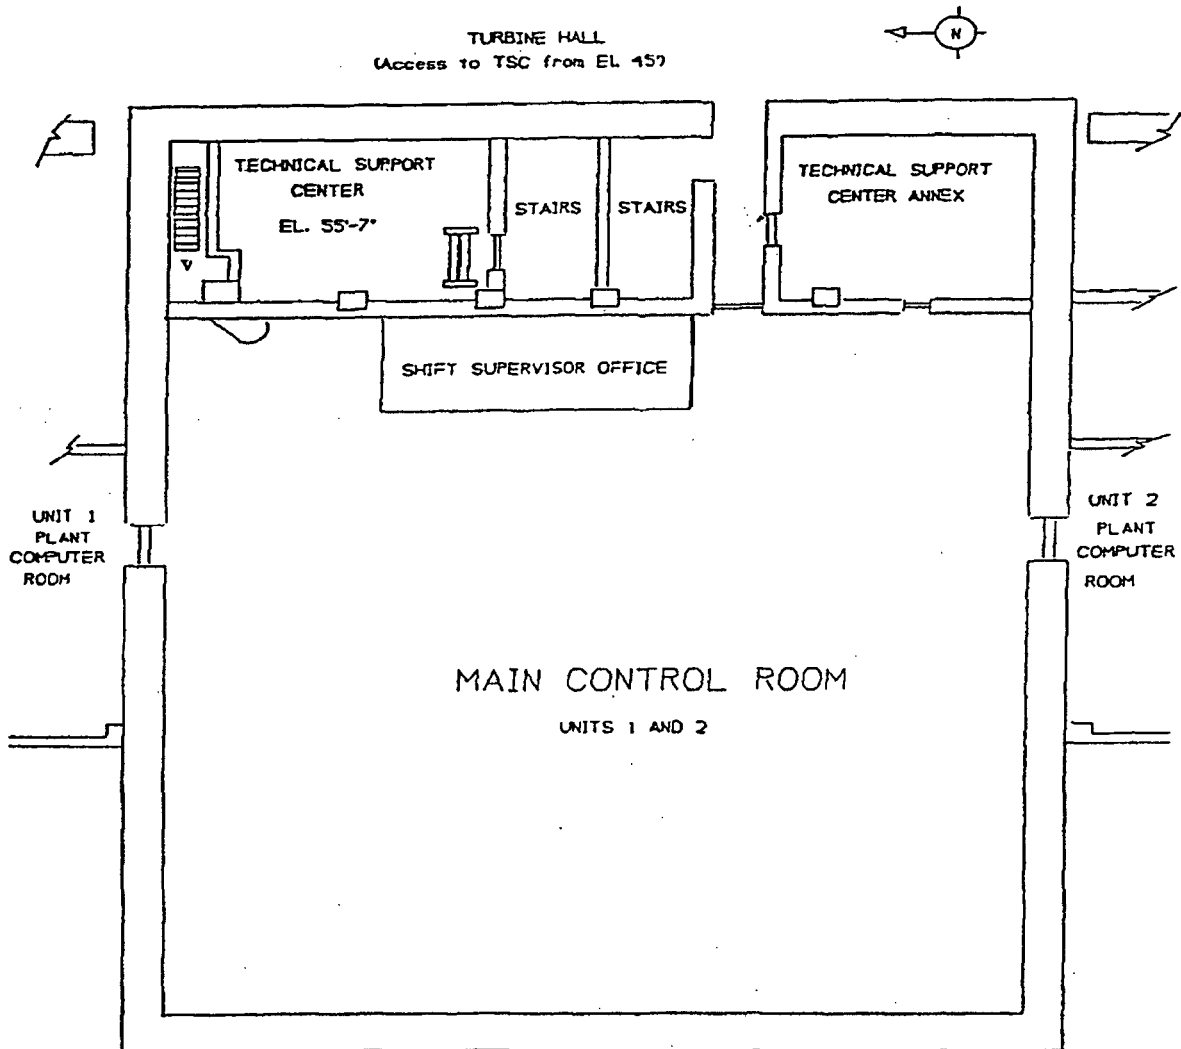 TURBINE HALL
(Access to TSC from EL 45')
N
TECHNICAL SUPPORT
CENTER
EL. 55'-7"
STAIRS
STAIRS
TECHNICAL SUPPORT
CENTER ANNEX
SHIFT SUPERVISOR OFFICE
UNIT 1
PLANT
COMPUTER
ROOM
UNIT 2
PLANT
COMPUTER
ROOM
MAIN CONTROL ROOM
UNITS 1 AND 2